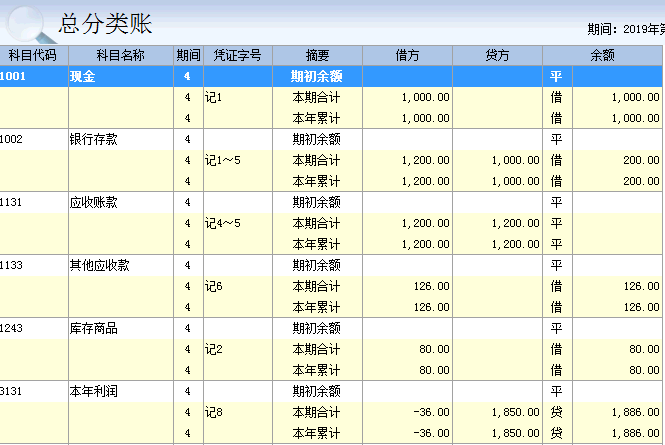 总分类账
期间: 2019年第
科目代码 科目名称 期间 凭证字号 摘要 借方 贷方 余额
1001 现金 4 期初余额 平
4 记1 本期合计 1,000.00 借 1,000.00
4 本年累计 1,000.00 借 1,000.00
1002 银行存款 4 期初余额 平
4 记1～5 本期合计 1,200.00 1,000.00 借 200.00
4 本年累计 1,200.00 1,000.00 借 200.00
1131 应收账款 4 期初余额 平
4 记4～5 本期合计 1,200.00 1,200.00 平
4 本年累计 1,200.00 1,200.00 平
1133 其他应收款 4 期初余额 平
4 记6 本期合计 126.00 借 126.00
4 本年累计 126.00 借 126.00
1243 库存商品 4 期初余额 平
4 记2 本期合计 80.00 借 80.00
4 本年累计 80.00 借 80.00
3131 本年利润 4 期初余额 平
4 记8 本期合计 -36.00 1,850.00 贷 1,886.00
4 本年累计 -36.00 1,850.00 贷 1,886.00